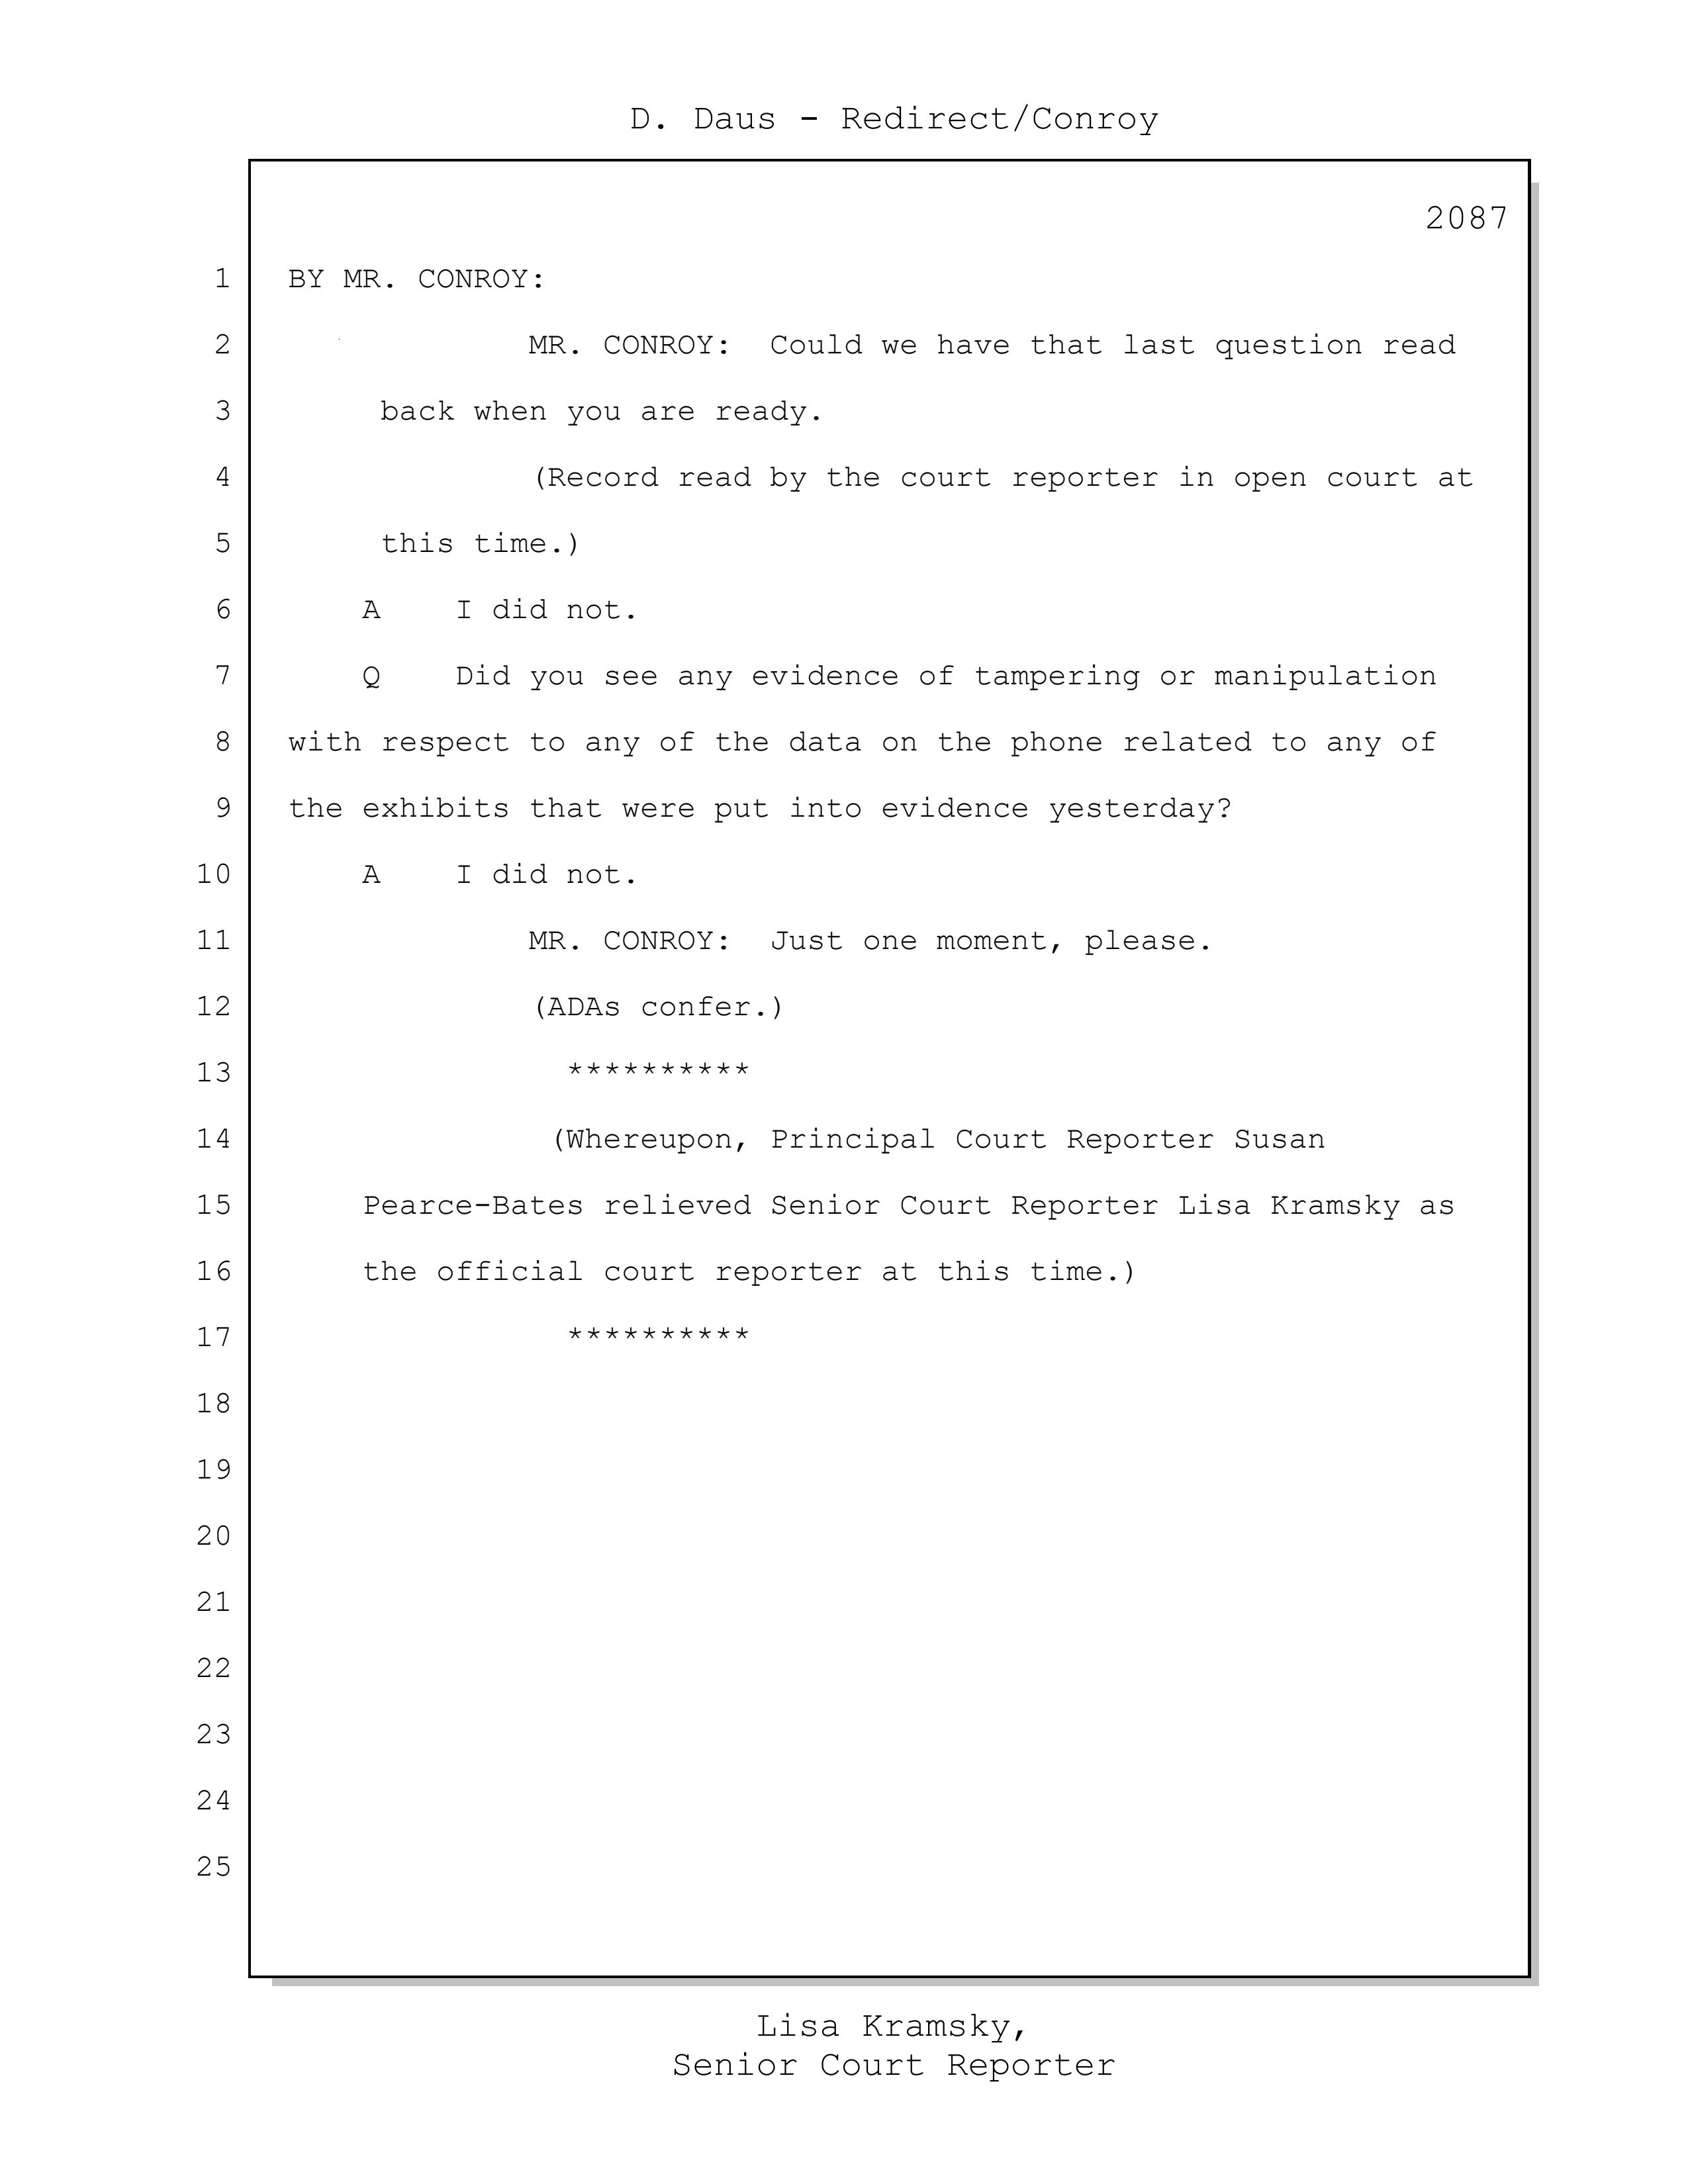 D. Daus - Redirect/Conroy
2087
1 BY MR. CONROY:
2 MR. CONROY: Could we have that last question read
3 back when you are ready.
4 (Record read by the court reporter in open court at
5 this time.)
6 A I did not.
7 Q Did you see any evidence of tampering or manipulation
8 with respect to any of the data on the phone related to any of
9 the exhibits that were put into evidence yesterday?
10 A I did not.
11 MR. CONROY: Just one moment, please.
12 (ADAs confer.)
13 **********
14 (Whereupon, Principal Court Reporter Susan
15 Pearce-Bates relieved Senior Court Reporter Lisa Kramsky as
16 the official court reporter at this time.)
17 **********
18
19
20
21
22
23
24
25
Lisa Kramsky,
Senior Court Reporter